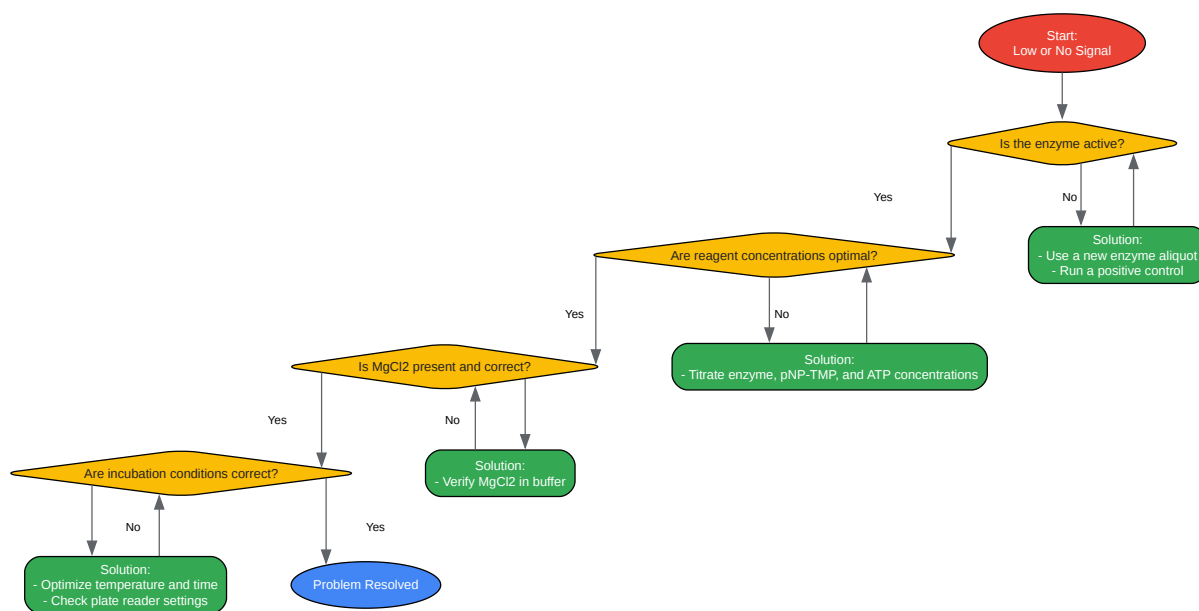 Start:
Low or No Signal
Is the enzyme active?
Yes
No
Solution:
- Use a new enzyme aliquot
- Run a positive control
Are reagent concentrations optimal?
Yes
No
Solution:
- Titrate enzyme, pNP-TMP, and ATP concentrations
Is MgCl2 present and correct?
Yes
No
Solution:
- Verify MgCl2 in buffer
Are incubation conditions correct?
No
Yes
Solution:
- Optimize temperature and time
- Check plate reader settings
Problem Resolved